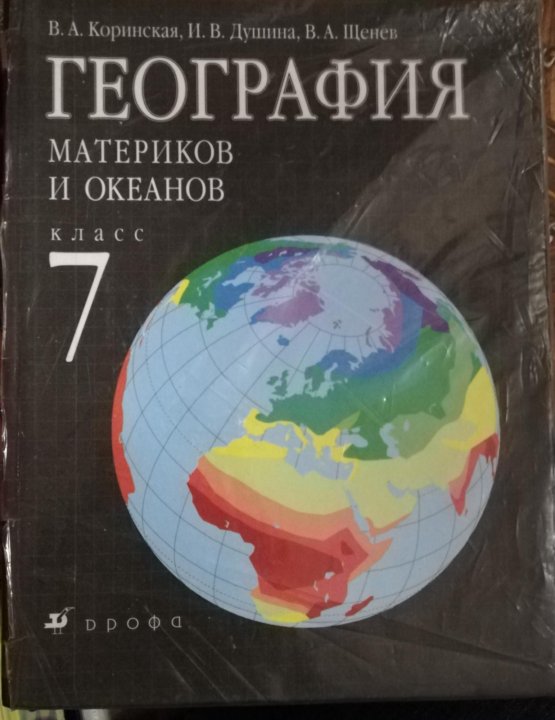 В. А. Коринская, И. В. Душина, В. А. Щенев
ГЕОГРАФИЯ
МАТЕРИКОВ
И ОКЕАНОВ
класс
7
дрофа